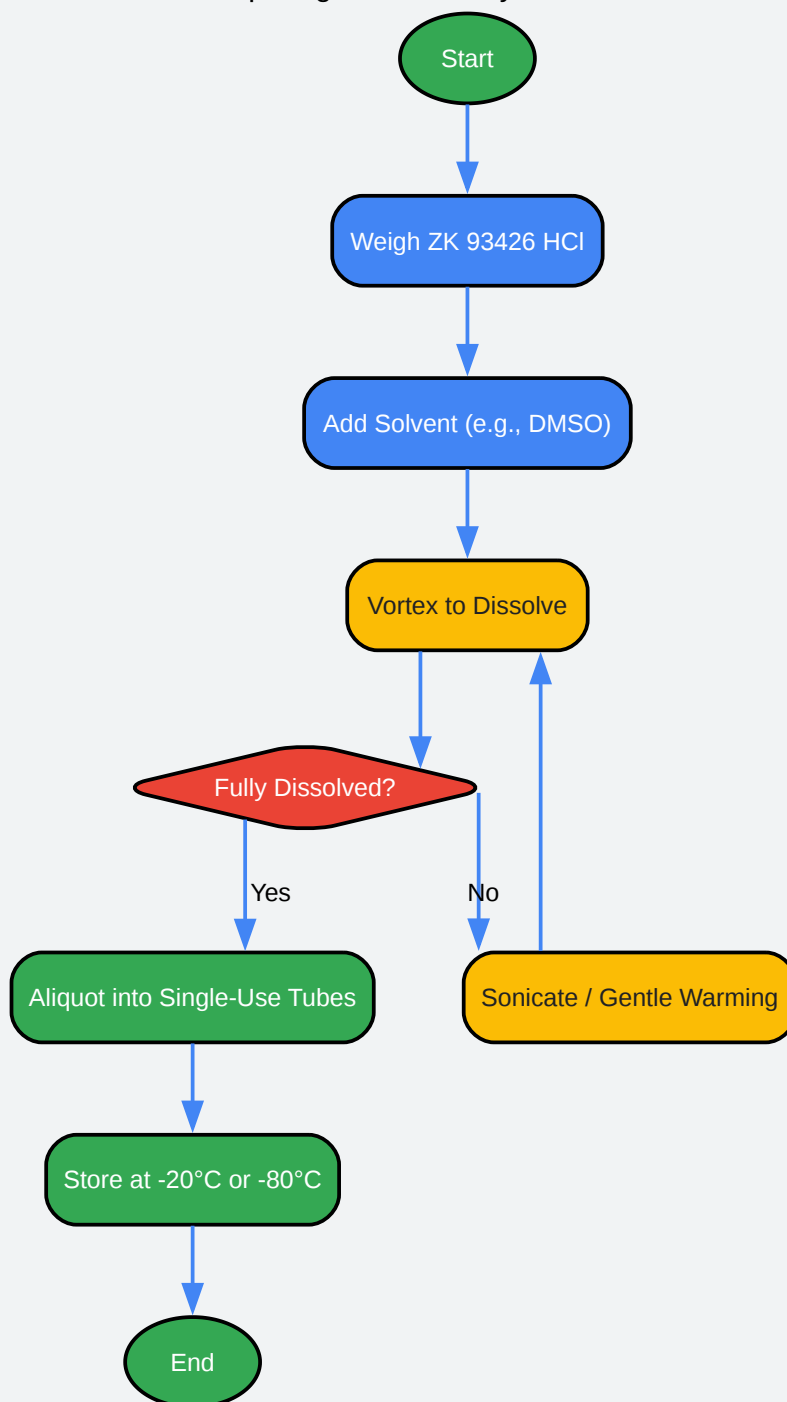 Start
Weigh ZK 93426 HCl
Add Solvent (e.g., DMSO)
Vortex to Dissolve
Fully Dissolved?
Yes
No
Aliquot into Single-Use Tubes
Sonicate / Gentle Warming
Store at -20°C or -80°C
End